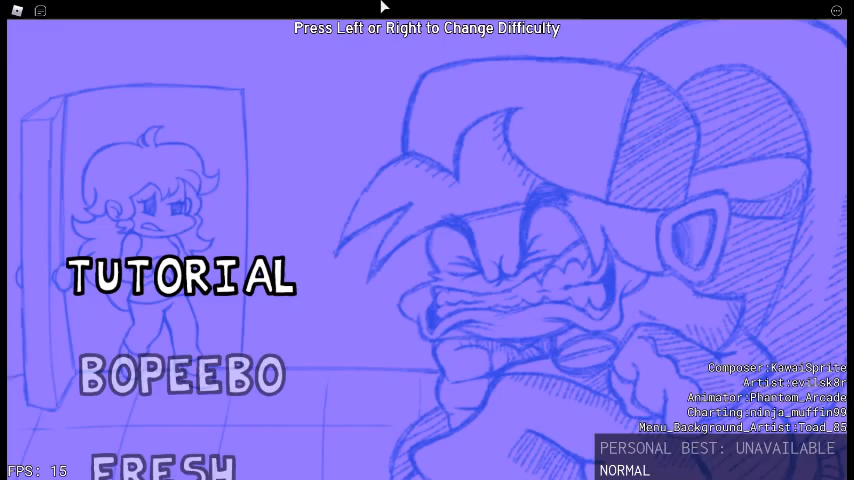 Press Left or Right to Change Difficulty
TUTORIAL
BOPEEBO
FRESH
Composer:KawaiSprite
Artist:evilsk8r
Animator:Phantom_Arcade
Charting:ninja_muffin99
Menu_Background_Artist:Toad_85
PERSONAL BEST: UNAVAILABLE
NORMAL
FPS: 15